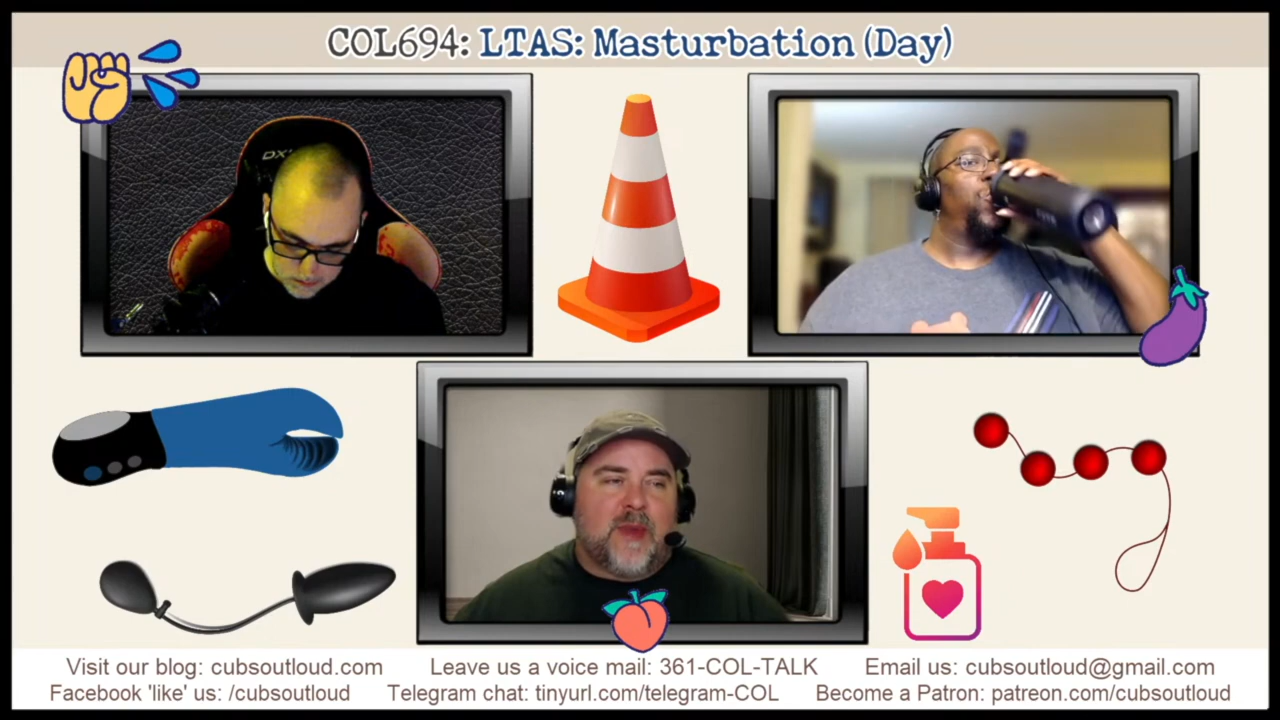 COL694: LTAS: Masturbation (Day)
DX
Visit our blog: cubsoutloud.com Leave us a voice mail: 361-COL-TALK Email us: cubsoutloud@gmail.com
Facebook 'like' us: /cubsoutloud Telegram chat: tinyurl.com/telegram-COL Become a Patron: patreon.com/cubsoutloud